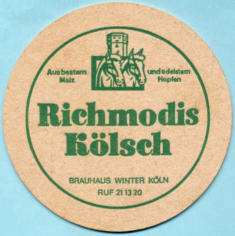 Aus bestem
Malz
und edelstem
Hopfen
Richmodis
Kölsch
BRAUHAUS WINTER KÖLN
RUF 21 13 20